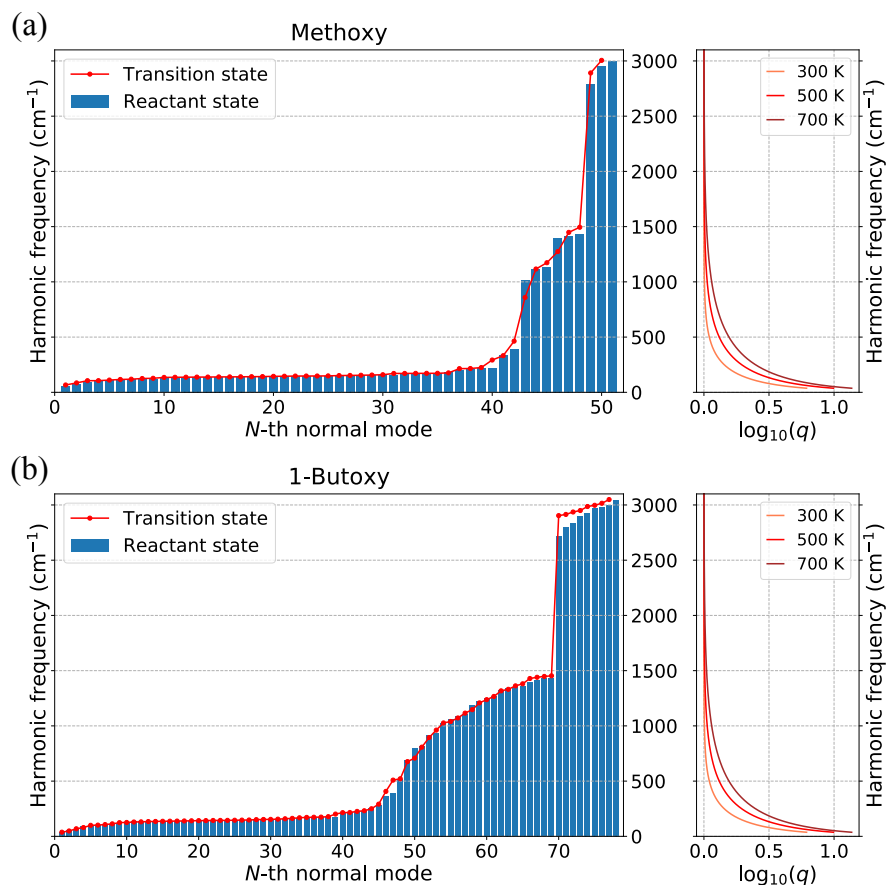 (a)
Methoxy
Transition state
Reactant state
Harmonic frequency (cm⁻¹)
3000
2500
2000
1500
1000
500
0
0 10 20 30 40 50
N-th normal mode
300 K
500 K
700 K
Harmonic frequency (cm⁻¹)
0.0 0.5 1.0
log₁₀(q)
(b)
1-Butoxy
Transition state
Reactant state
Harmonic frequency (cm⁻¹)
3000
2500
2000
1500
1000
500
0
0 10 20 30 40 50 60 70
N-th normal mode
300 K
500 K
700 K
Harmonic frequency (cm⁻¹)
0.0 0.5 1.0
log₁₀(q)